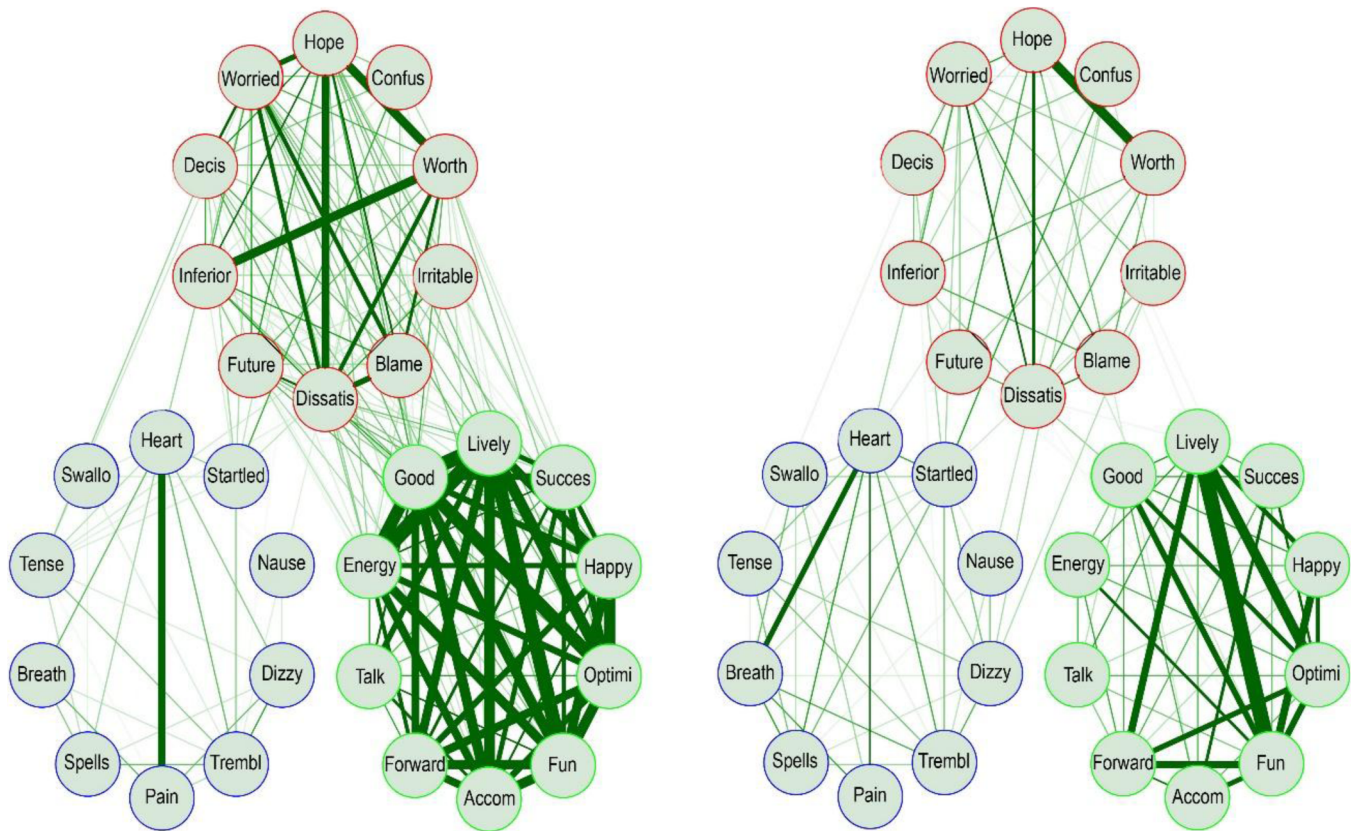 Hope
Worried
Confus
Decis
Worth
Inferior
Irritable
Future
Blame
Dissatis
Heart
Swallo
Startled
Tense
Nause
Breath
Dizzy
Spells
Trembl
Pain
Lively
Good
Succes
Energy
Happy
Talk
Optimi
Forward
Fun
Accom
Hope
Worried
Confus
Decis
Worth
Inferior
Irritable
Future
Blame
Dissatis
Heart
Swallo
Startled
Tense
Nause
Breath
Dizzy
Spells
Trembl
Pain
Lively
Good
Succes
Energy
Happy
Talk
Optimi
Forward
Fun
Accom